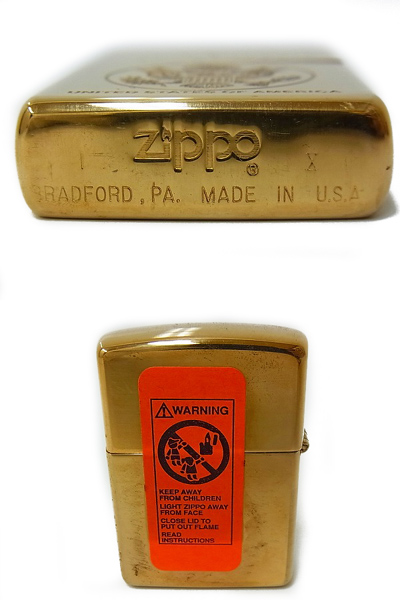 UNITED STATES OF AMERICA
zippo ®
I X I
BRADFORD, PA. MADE IN U.S.A
WARNING
KEEP AWAY
FROM CHILDREN
LIGHT ZIPPO AWAY
FROM FACE
CLOSE LID TO
PUT OUT FLAME
READ
INSTRUCTIONS